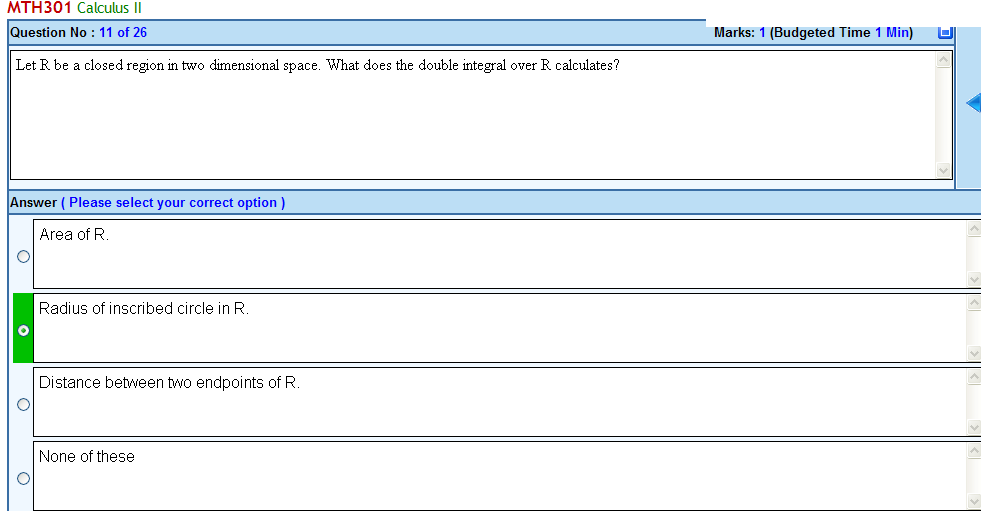 MTH301 Calculus II
Question No : 11 of 26 Marks: 1 (Budgeted Time 1 Min)
Let R be a closed region in two dimensional space. What does the double integral over R calculates?
Answer ( Please select your correct option )
Area of R.
Radius of inscribed circle in R.
Distance between two endpoints of R.
None of these